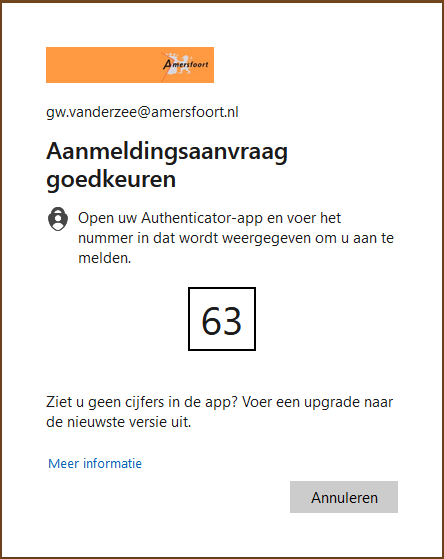 Amersfoort
gw.vanderzee@amersfoort.nl
Aanmeldingsaanvraag
goedkeuren
Open uw Authenticator-app en voer het
nummer in dat wordt weergegeven om u aan te
melden.
63
Ziet u geen cijfers in de app? Voer een upgrade naar
de nieuwste versie uit.
Meer informatie
Annuleren